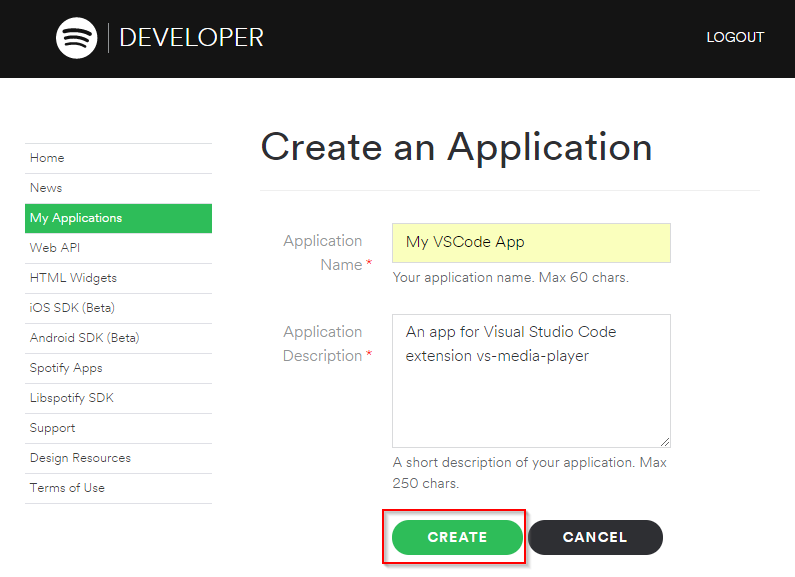 DEVELOPER
LOGOUT
Home
News
My Applications
Web API
HTML Widgets
iOS SDK (Beta)
Android SDK (Beta)
Spotify Apps
Libspotify SDK
Support
Design Resources
Terms of Use
Create an Application
Application
Name *
My VSCode App
Your application name. Max 60 chars.
Application
Description *
An app for Visual Studio Code
extension vs-media-player
A short description of your application. Max
250 chars.
CREATE
CANCEL